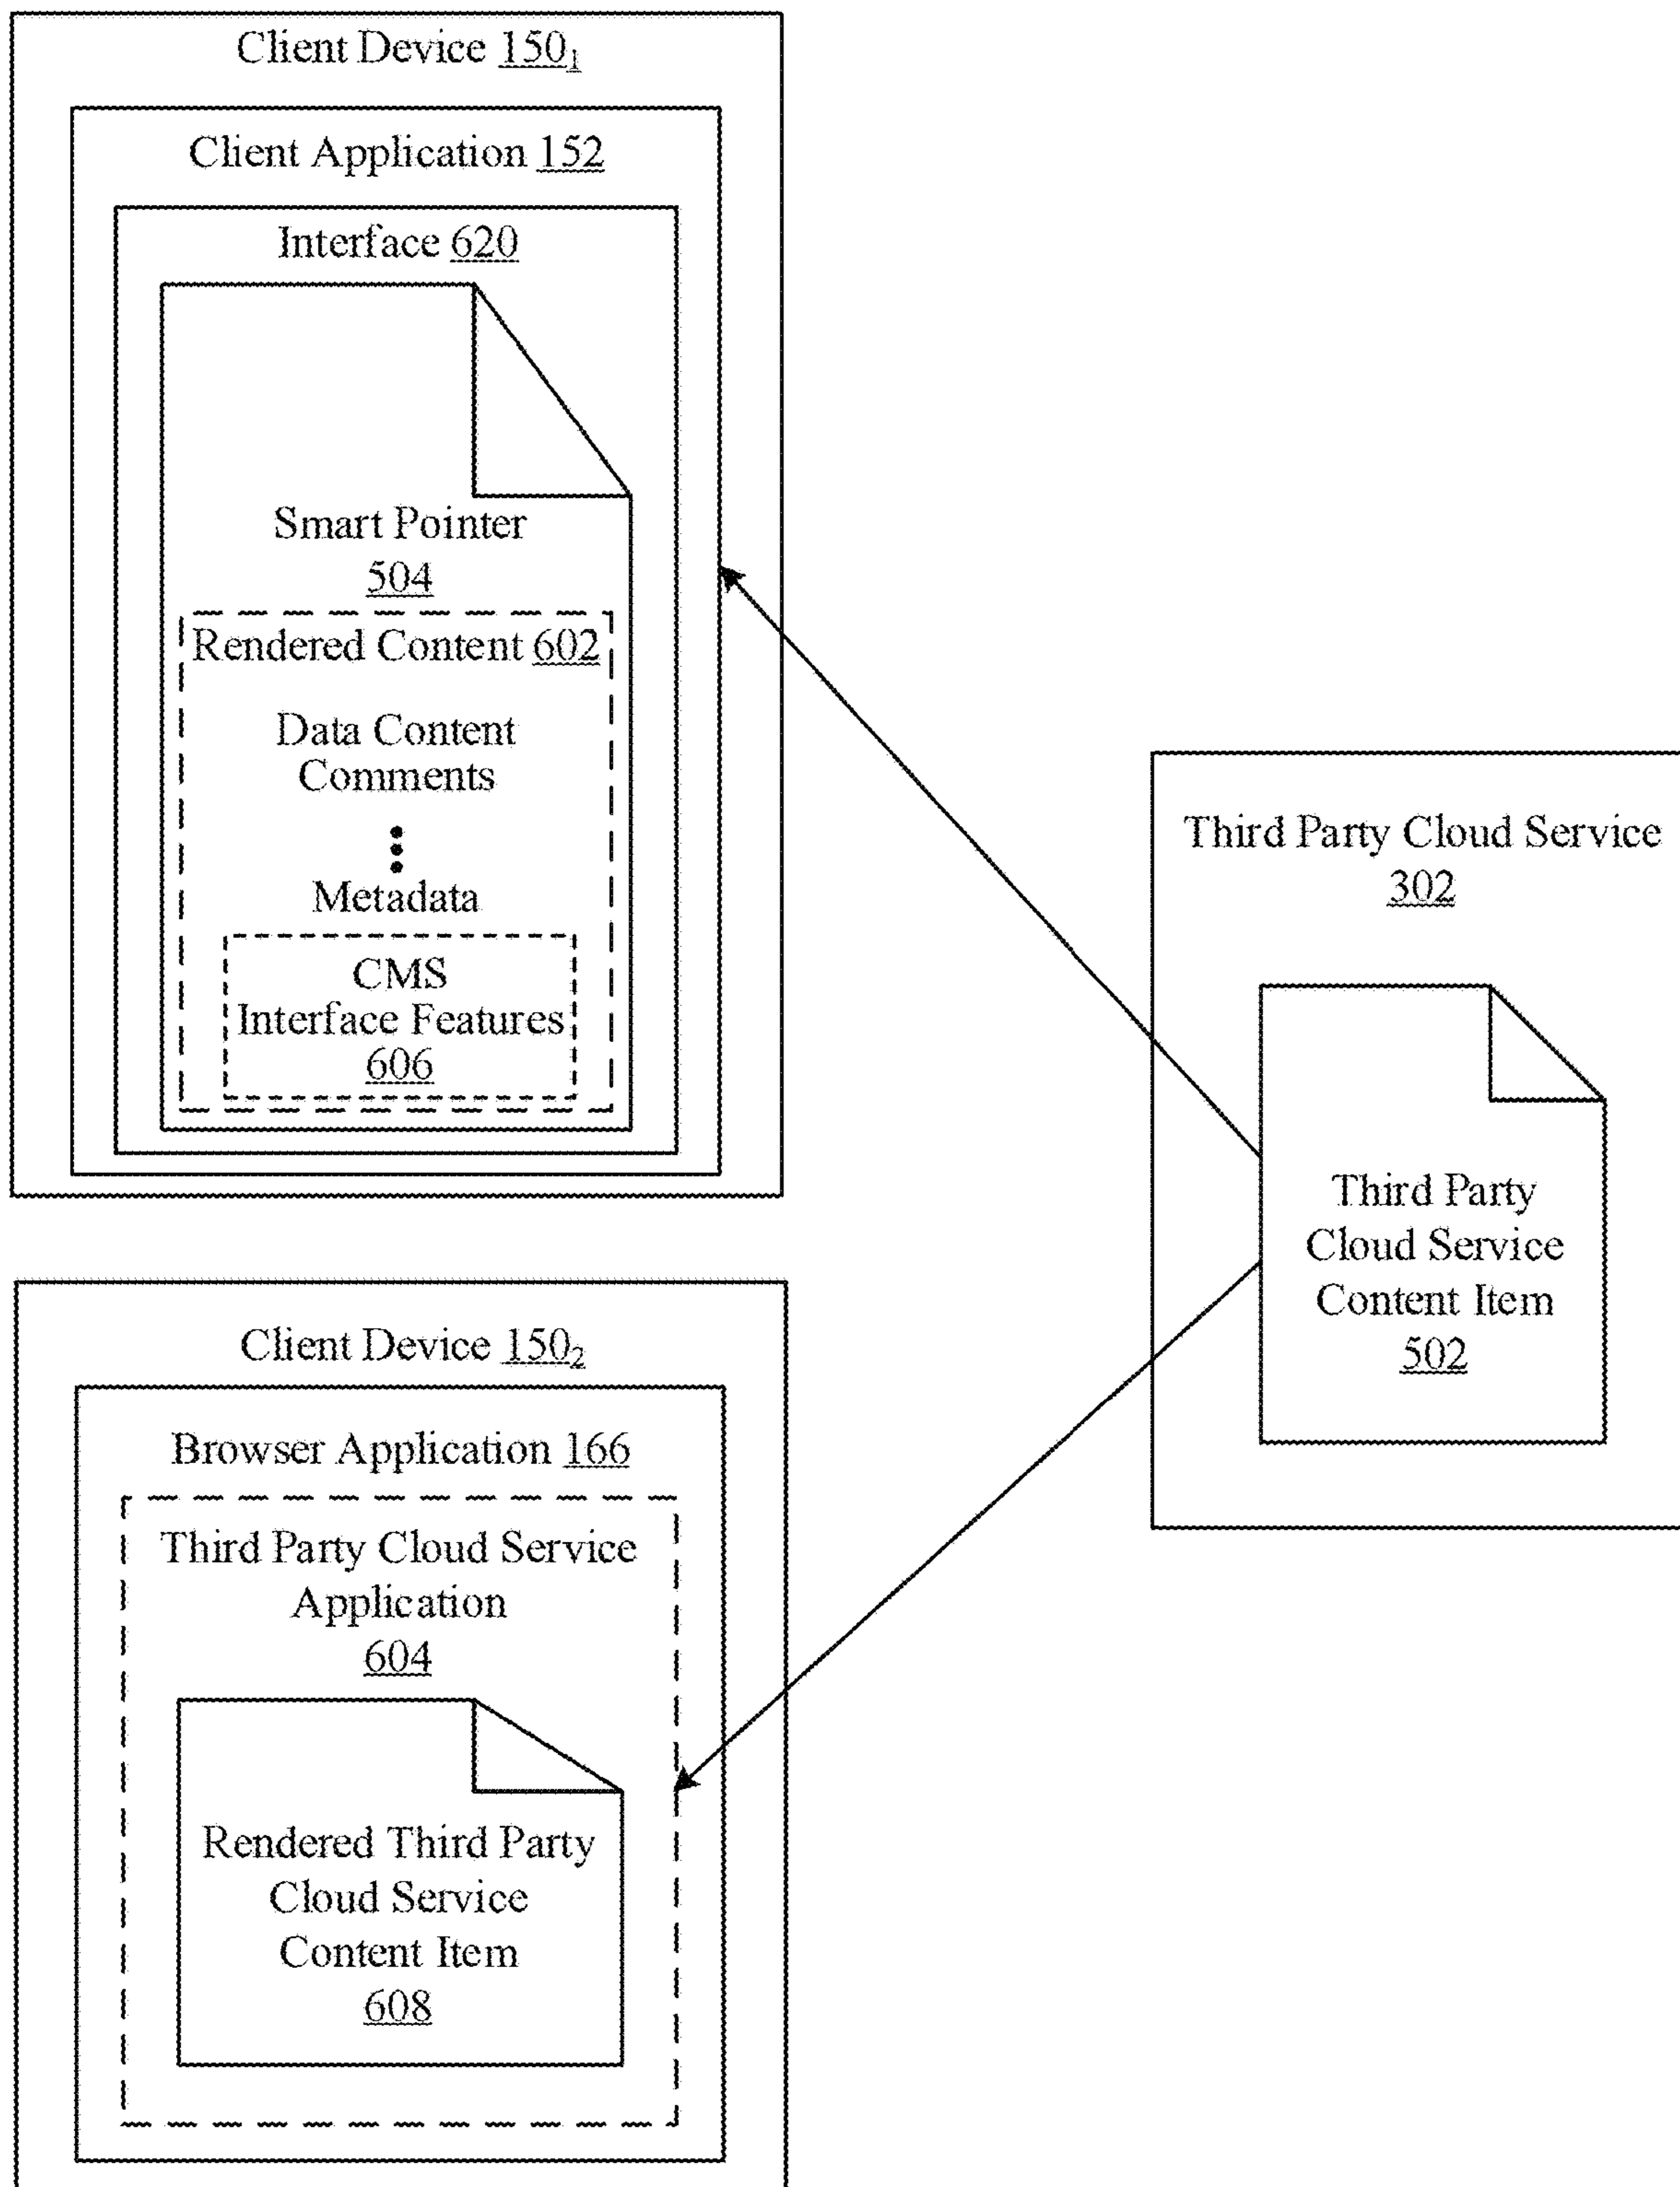 Client Device 150₁
Client Application 152
Interface 620
Smart Pointer
504
Rendered Content 602
Data Content
Comments
Metadata
CMS
Interface Features
606
Third Party Cloud Service
302
Third Party
Cloud Service
Content Item
502
Client Device 150₂
Browser Application 166
Third Party Cloud Service
Application
604
Rendered Third Party
Cloud Service
Content Item
608